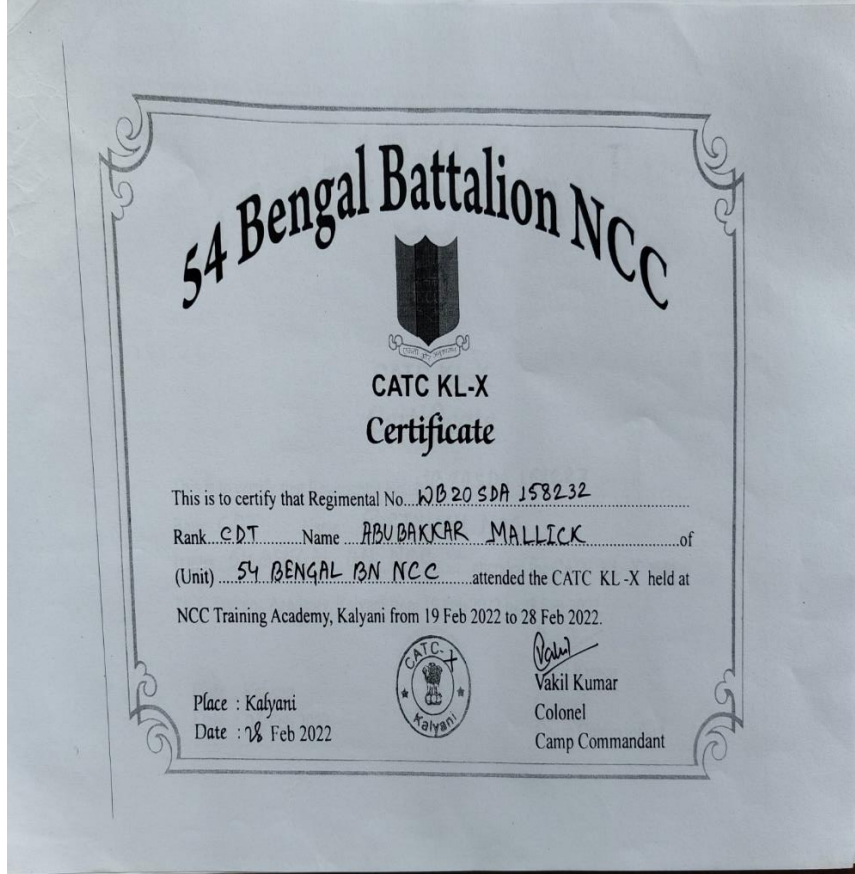 54 Bengal Battalion NCC
CATC KL-X
Certificate
This is to certify that Regimental No....WB20 SDA 158232
Rank...CDT.......Name ....ABUBAKKAR MALLICK.......of
(Unit) ....54 BENGAL BN NCC......attended the CATC KL-X held at
NCC Training Academy, Kalyani from 19 Feb 2022 to 28 Feb 2022.
CATC-X
Kalyani
Vakil Kumar
Colonel
Camp Commandant
Place : Kalyani
Date : 28 Feb 2022